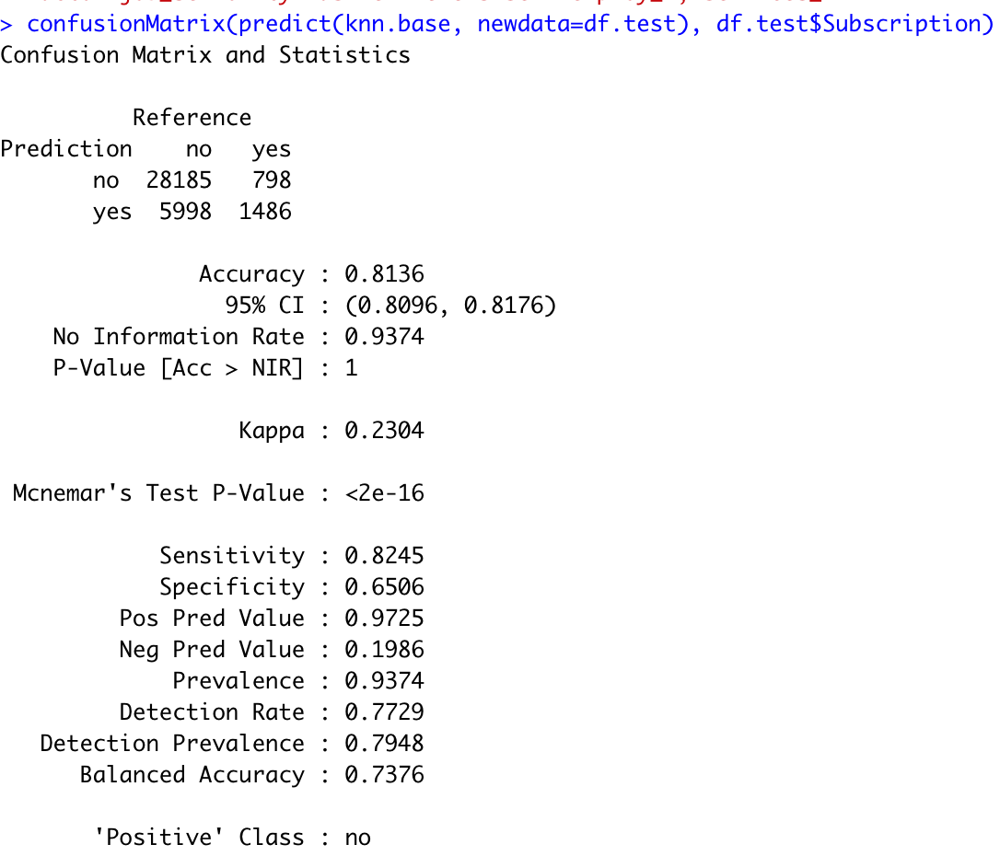 > confusionMatrix(predict(knn.base, newdata=df.test), df.test$Subscription)
Confusion Matrix and Statistics
Reference
Prediction no yes
no 28185 798
yes 5998 1486
Accuracy : 0.8136
95% CI : (0.8096, 0.8176)
No Information Rate : 0.9374
P-Value [Acc > NIR] : 1
Kappa : 0.2304
Mcnemar's Test P-Value : <2e-16
Sensitivity : 0.8245
Specificity : 0.6506
Pos Pred Value : 0.9725
Neg Pred Value : 0.1986
Prevalence : 0.9374
Detection Rate : 0.7729
Detection Prevalence : 0.7948
Balanced Accuracy : 0.7376
'Positive' Class : no